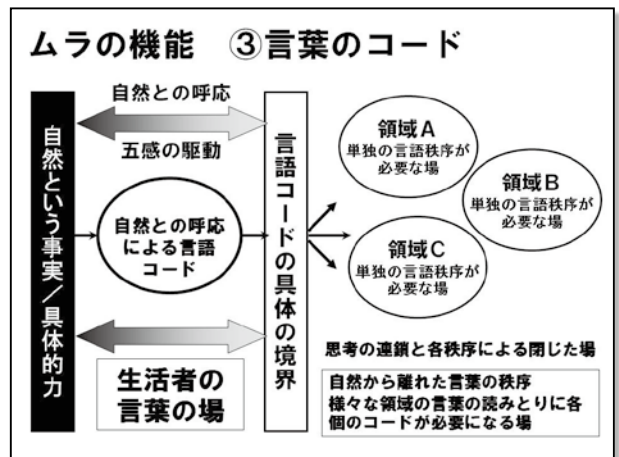 ムラの機能　③言葉のコード
自然という事実／具体的力
自然との呼応
五感の駆動
自然との呼応
による言語
コード
生活者の
言葉の場
言語コードの具体の境界
領域A
単独の言語秩序が
必要な場
領域B
単独の言語秩序が
必要な場
領域C
単独の言語秩序が
必要な場
思考の連鎖と各秩序による閉じた場
自然から離れた言葉の秩序
様々な領域の言葉の読みとりに各
個のコードが必要になる場